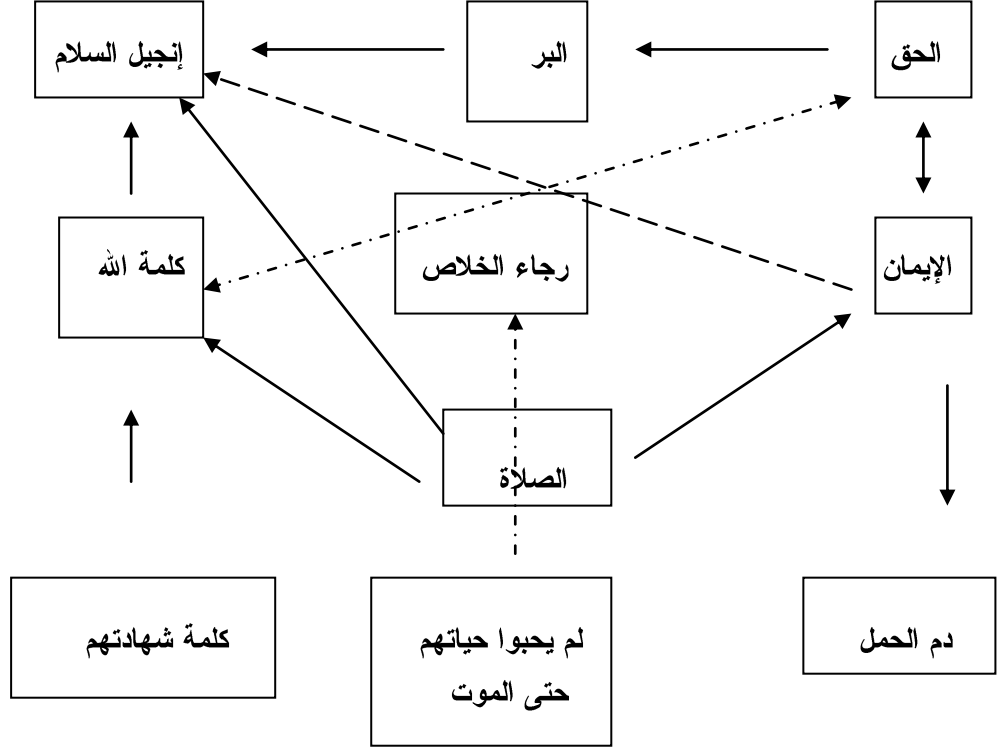 الحق
البر
إنجيل السلام
الإيمان
رجاء الخلاص
كلمة الله
الصلاة
دم الحمل
لم يحبوا حياتهم
حتى الموت
كلمة شهادتهم